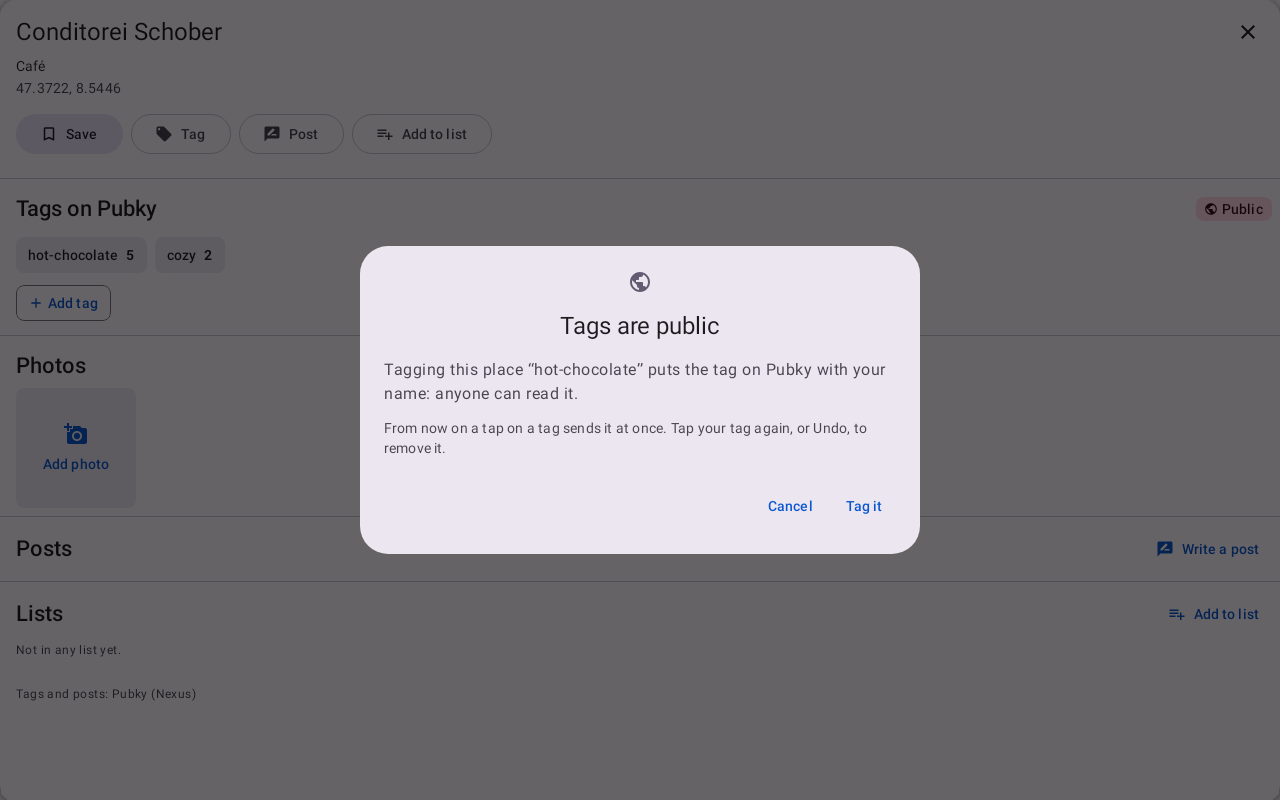 Conditorei Schober
Café
47.3722, 8.5446
Save
Tag
Post
Add to list
Tags on Pubky
Public
hot-chocolate 5
cozy 2
+ Add tag
Photos
Add photo
Tags are public
Tagging this place “hot-chocolate” puts the tag on Pubky with your
name: anyone can read it.
From now on a tap on a tag sends it at once. Tap your tag again, or Undo, to
remove it.
Cancel
Tag it
Posts
Write a post
Lists
Add to list
Not in any list yet.
Tags and posts: Pubky (Nexus)